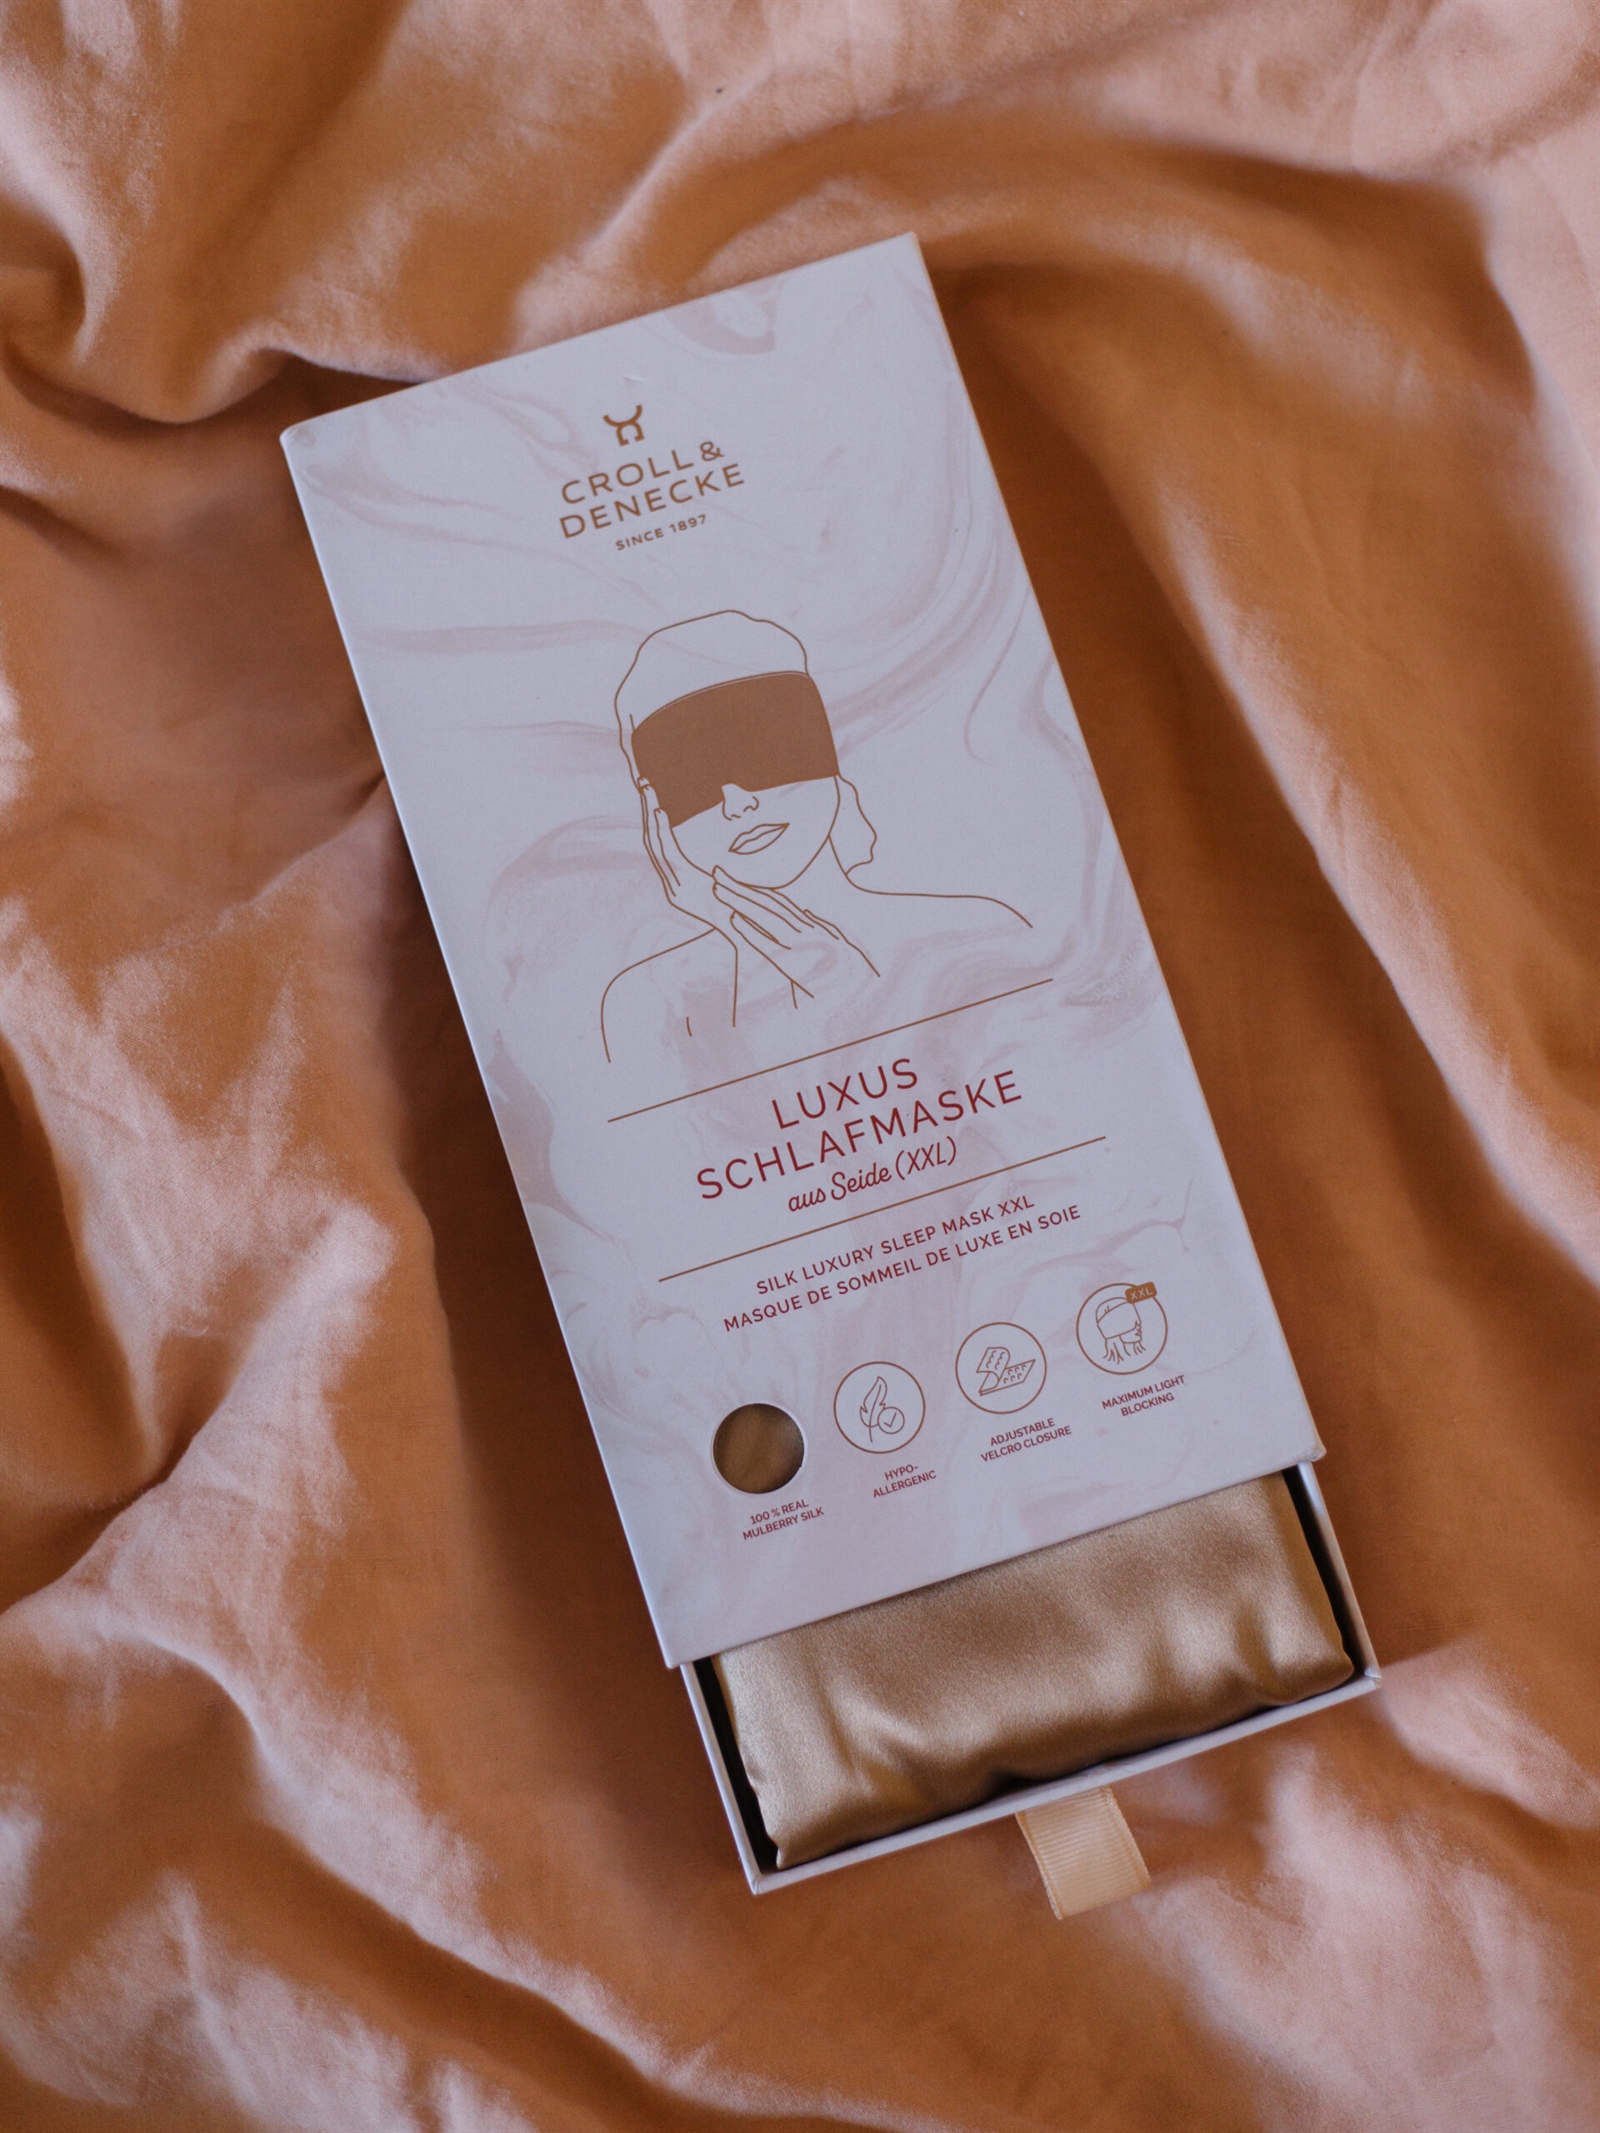 CROLL &
DENECKE
SINCE 1897
LUXUS
SCHLAFMASKE
aus Seide (XXL)
SILK LUXURY SLEEP MASK XXL
MASQUE DE SOMMEIL DE LUXE EN SOIE
100 % REAL
MULBERRY SILK
HYPO-
ALLERGENIC
ADJUSTABLE
VELCRO CLOSURE
XXL
MAXIMUM LIGHT
BLOCKING